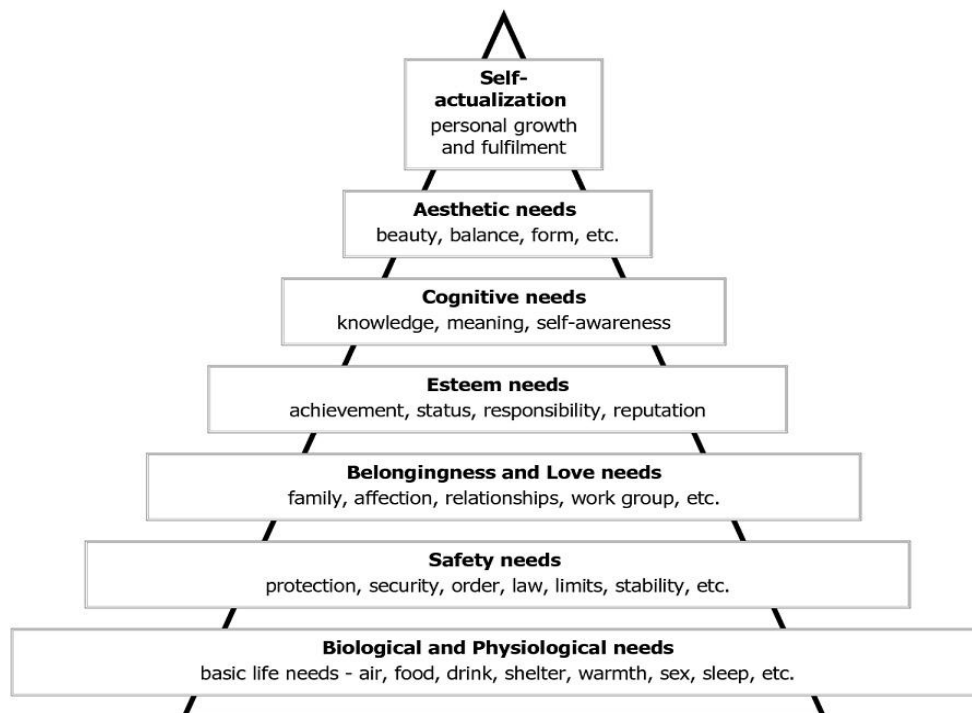 Self-
actualization
personal growth
and fulfilment
Aesthetic needs
beauty, balance, form, etc.
Cognitive needs
knowledge, meaning, self-awareness
Esteem needs
achievement, status, responsibility, reputation
Belongingness and Love needs
family, affection, relationships, work group, etc.
Safety needs
protection, security, order, law, limits, stability, etc.
Biological and Physiological needs
basic life needs - air, food, drink, shelter, warmth, sex, sleep, etc.